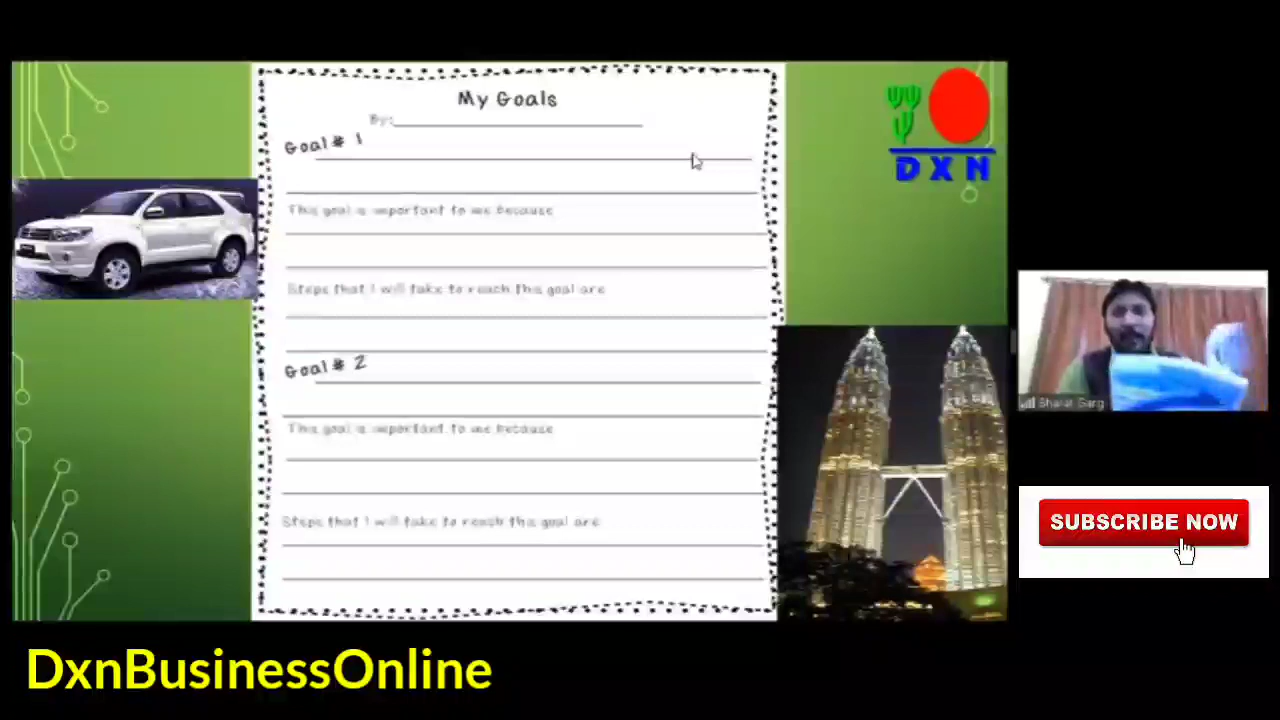 My Goals
By:
Goal # 1
This goal is important to me because
Steps that I will take to reach this goal are
Goal # 2
This goal is important to me because
Steps that I will take to reach this goal are
DXN
Sharat Garg
SUBSCRIBE NOW
DxnBusinessOnline